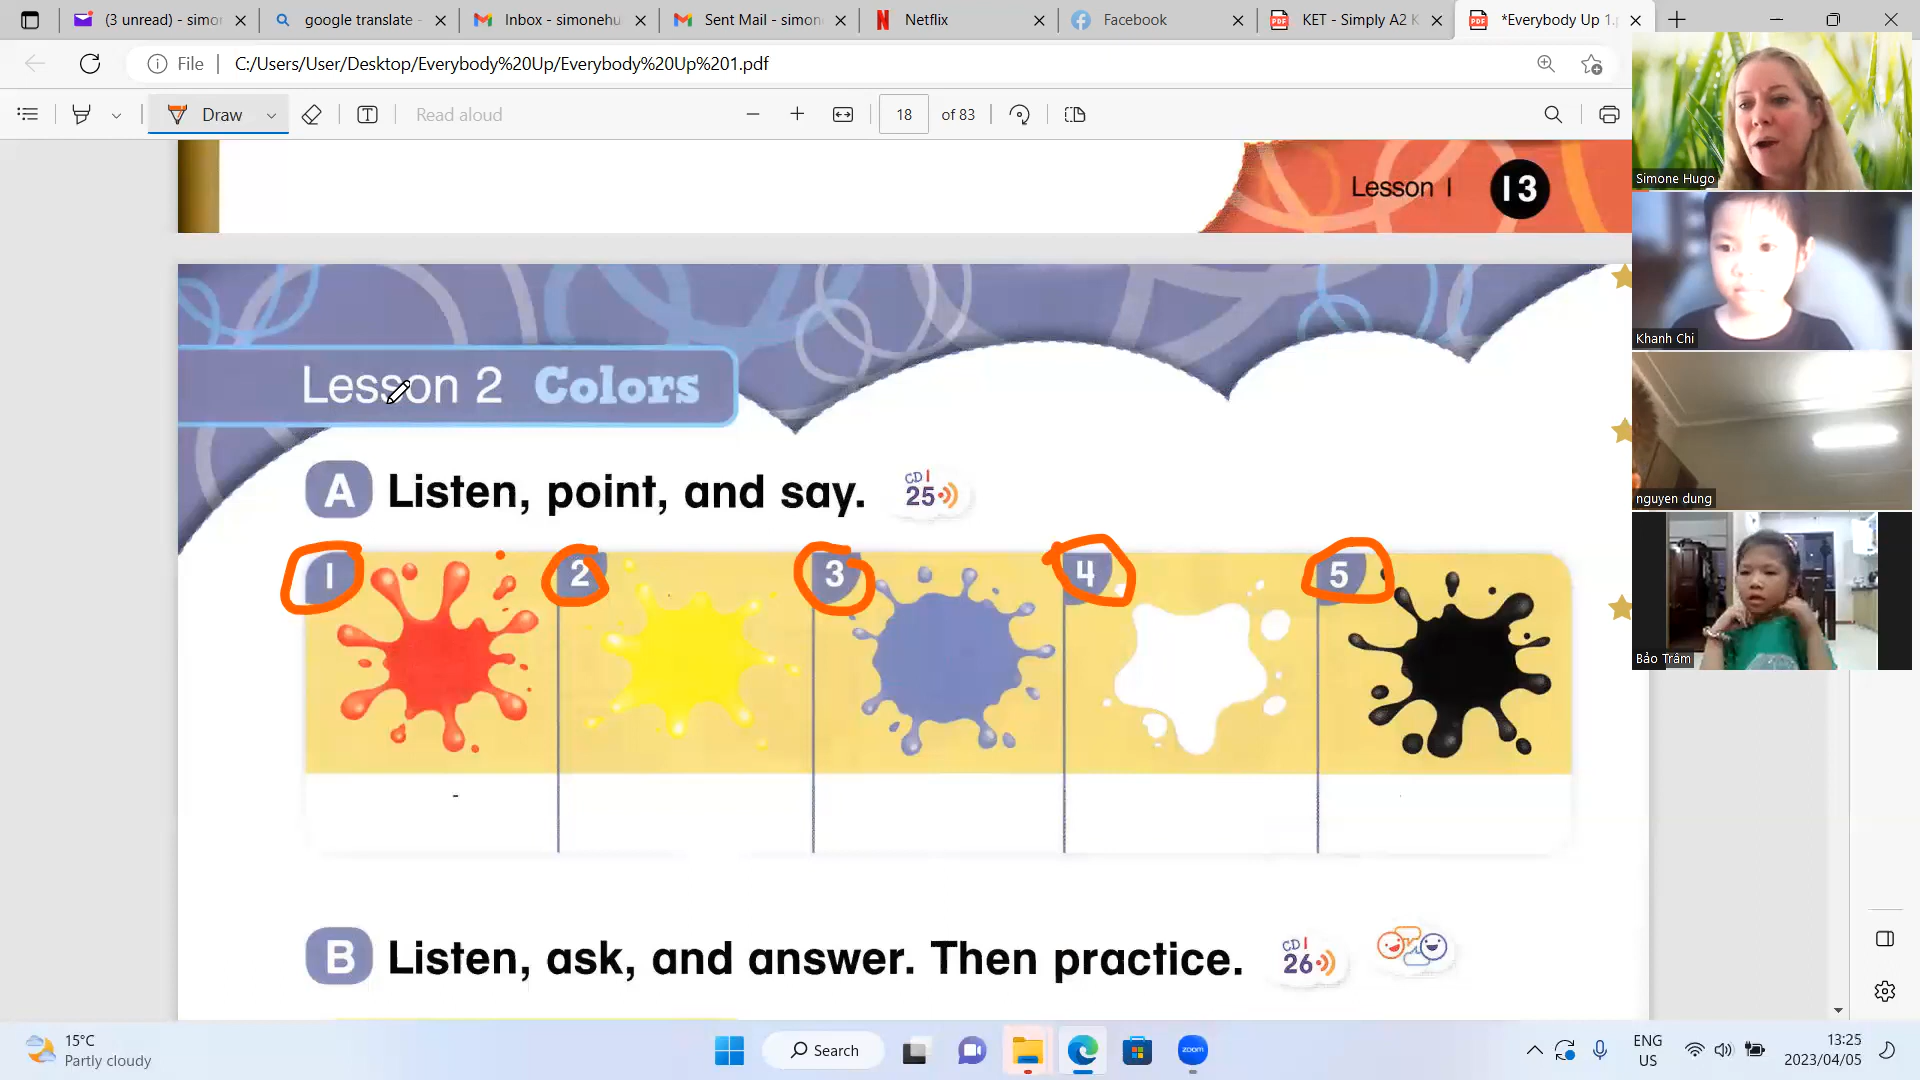 (3 unread) - simo
google translate -
Inbox - simonehu
Sent Mail - simon
Netflix
Facebook
KET - Simply A2 K
*Everybody Up 1.p
File
C:/Users/User/Desktop/Everybody%20Up/Everybody%20Up%201.pdf
Draw
Read aloud
18 of 83
Lesson 1 13
Simone Hugo
Khanh Chi
nguyen dung
Bảo Trâm
Lesson 2 Colors
A Listen, point, and say. CD 1 25
1 2 3 4 5
B Listen, ask, and answer. Then practice. CD 1 26
15°C
Partly cloudy
Search
zoom
ENG
US
13:25
2023/04/05